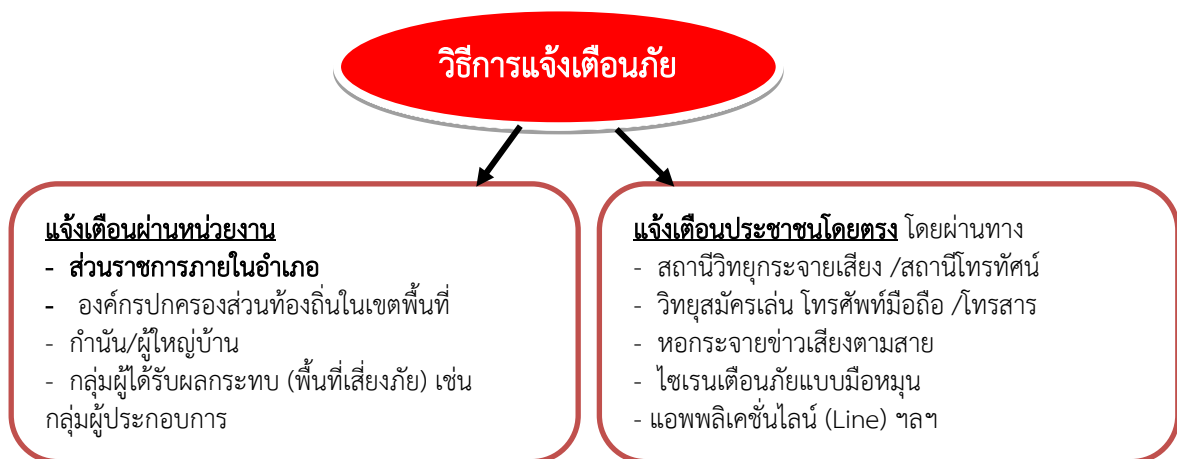 วิธีการแจ้งเตือนภัย
แจ้งเตือนผ่านหน่วยงาน
- ส่วนราชการภายในอำเภอ
- องค์กรปกครองส่วนท้องถิ่นในเขตพื้นที่
- กำนัน/ผู้ใหญ่บ้าน
- กลุ่มผู้ได้รับผลกระทบ (พื้นที่เสี่ยงภัย) เช่น
กลุ่มผู้ประกอบการ
แจ้งเตือนประชาชนโดยตรง โดยผ่านทาง
- สถานีวิทยุกระจายเสียง /สถานีโทรทัศน์
- วิทยุสมัครเล่น โทรศัพท์มือถือ /โทรสาร
- หอกระจายข่าวเสียงตามสาย
- ไซเรนเตือนภัยแบบมือหมุน
- แอพพลิเคชั่นไลน์ (Line) ฯลฯ